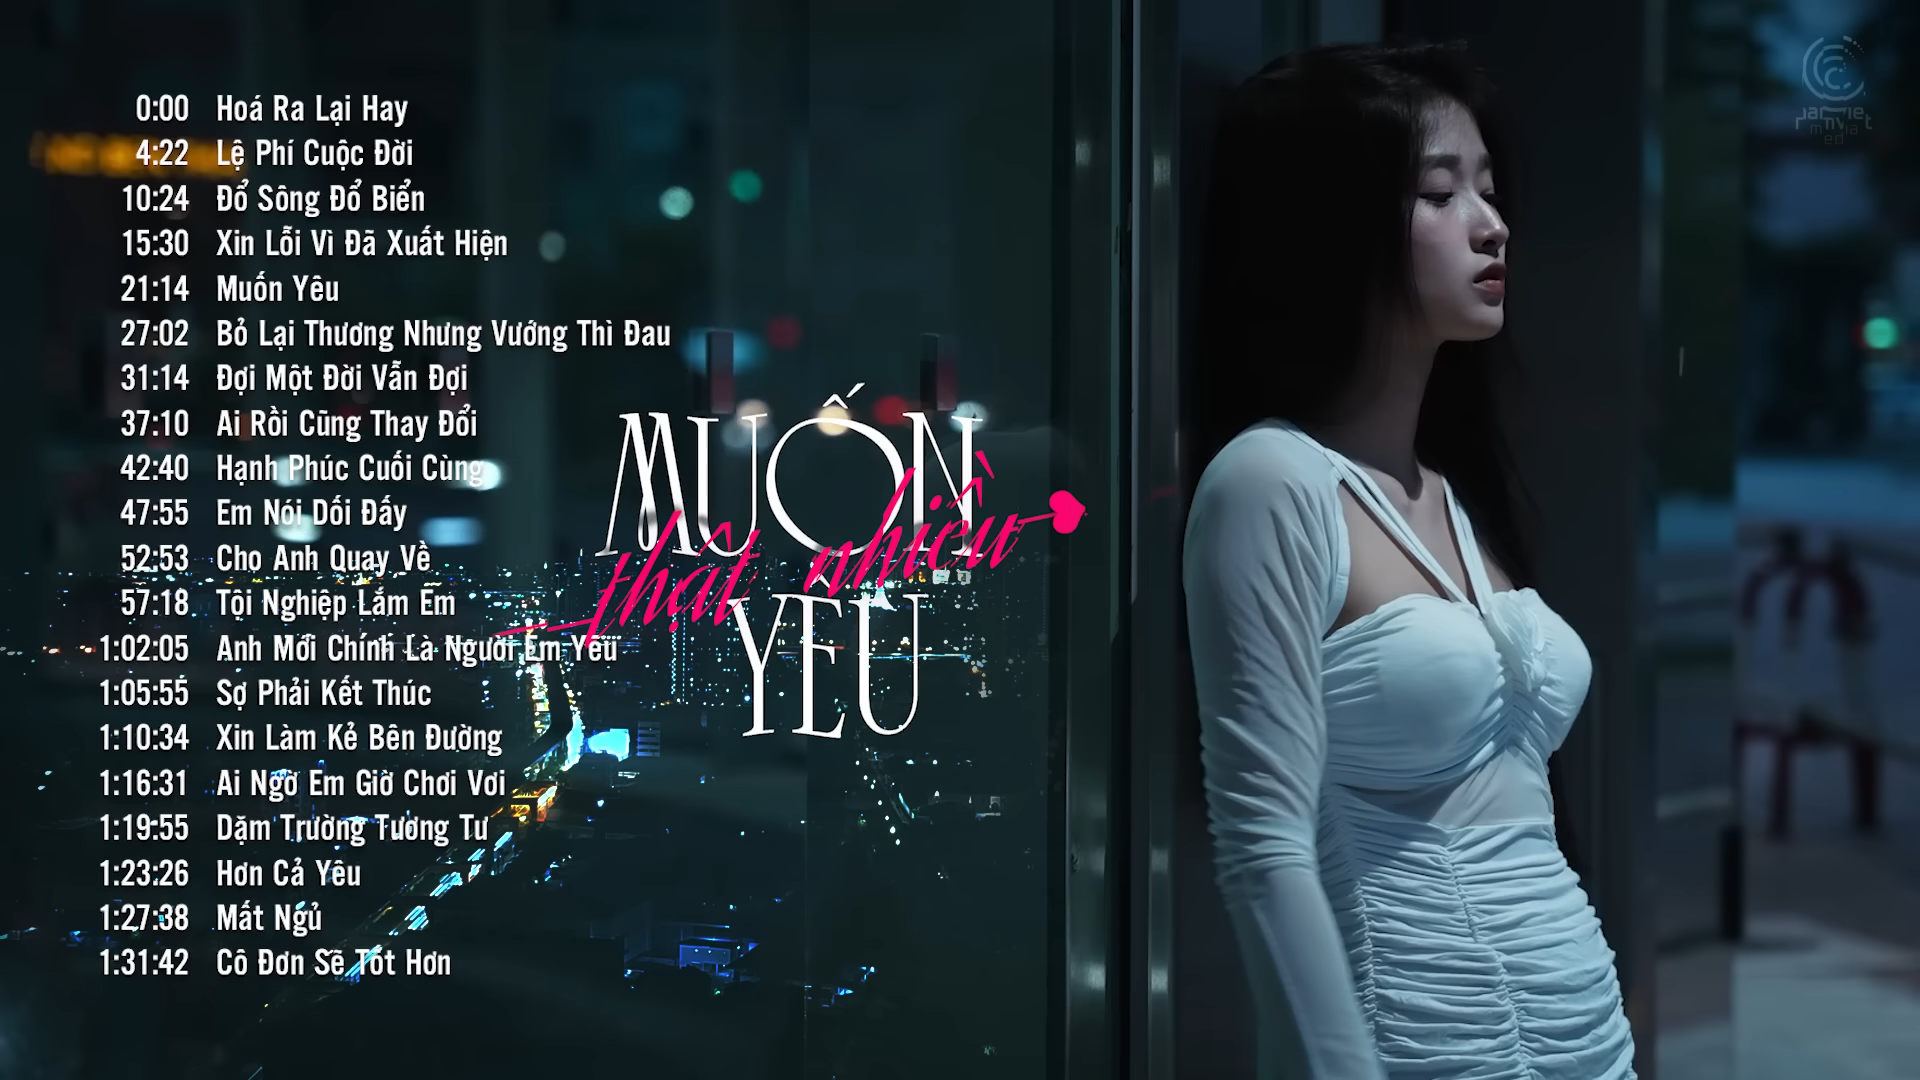 0:00 Hoá Ra Lại Hay
4:22 Lệ Phí Cuộc Đời
10:24 Đổ Sông Đổ Biển
15:30 Xin Lỗi Vì Đã Xuất Hiện
21:14 Muốn Yêu
27:02 Bỏ Lại Thương Nhưng Vướng Thì Đau
31:14 Đợi Một Đời Vẫn Đợi
37:10 Ai Rồi Cũng Thay Đổi
42:40 Hạnh Phúc Cuối Cùng
47:55 Em Nói Dối Đấy
52:53 Chọ Anh Quay Về
57:18 Tội Nghiệp Lắm Em
1:02:05 Anh Mới Chính Là Người Em Yêu
1:05:55 Sợ Phải Kết Thúc
1:10:34 Xin Làm Kẻ Bên Đường
1:16:31 Ai Ngờ Em Giờ Chơi Vơi
1:19:55 Dặm Trường Tương Tư
1:23:26 Hơn Cả Yêu
1:27:38 Mất Ngủ
1:31:42 Cô Đơn Sẽ Tốt Hơn
MUỐN
thật nhiều
YÊU
media